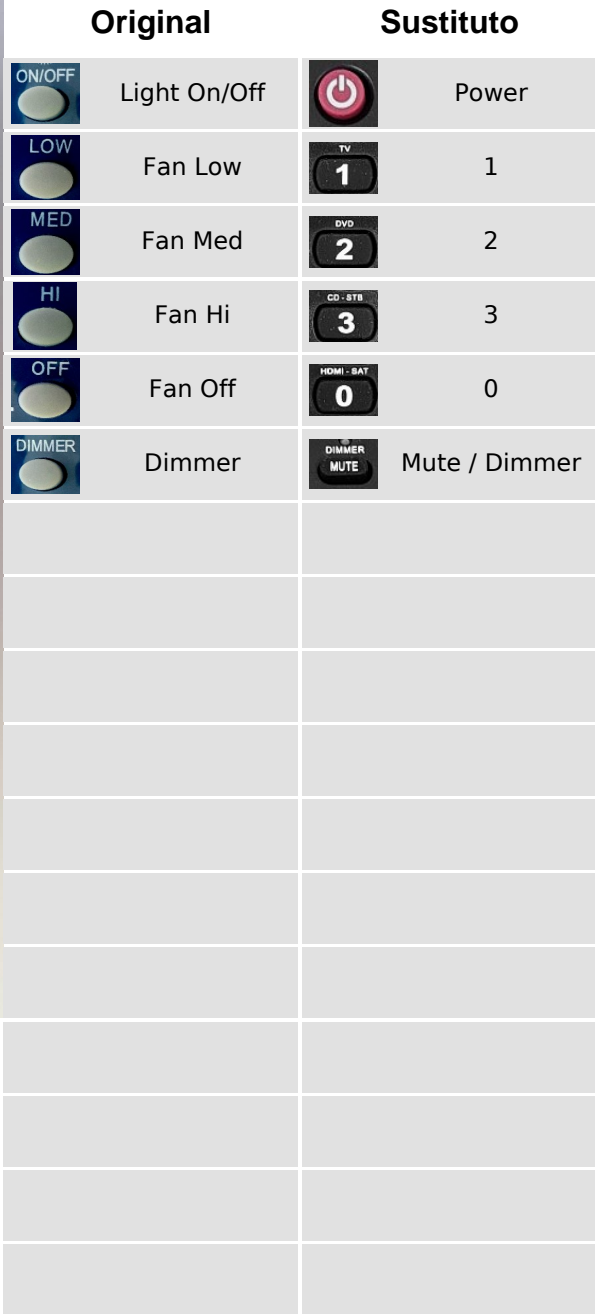 Original Sustituto
ON/OFF Light On/Off Power
LOW Fan Low TV 1 1
MED Fan Med DVD 2 2
HI Fan Hi CD - STB 3 3
OFF Fan Off HDMI - SAT 0 0
DIMMER Dimmer DIMMER MUTE Mute / Dimmer